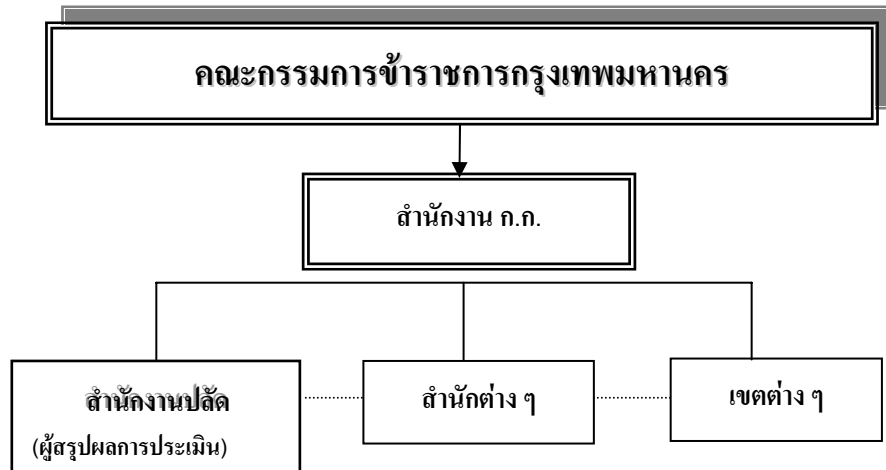 คณะกรรมการข้าราชการกรุงเทพมหานคร
สำนักงาน ก.ก.
สำนักงานปลัด
(ผู้สรุปผลการประเมิน)
สำนักต่าง ๆ
เขตต่าง ๆ